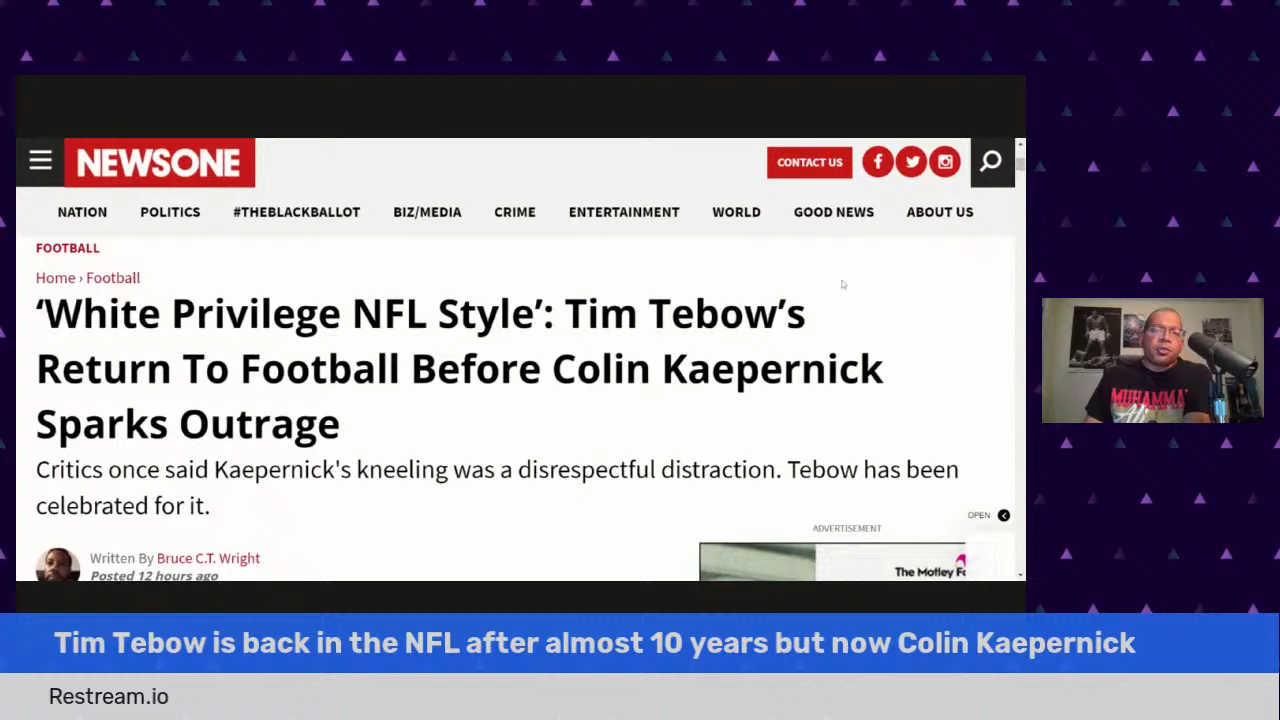 NEWSONE
CONTACT US
NATION POLITICS #THEBLACKBALLOT BIZ/MEDIA CRIME ENTERTAINMENT WORLD GOOD NEWS ABOUT US
FOOTBALL
Home › Football
‘White Privilege NFL Style’: Tim Tebow’s
Return To Football Before Colin Kaepernick
Sparks Outrage
Critics once said Kaepernick's kneeling was a disrespectful distraction. Tebow has been
celebrated for it.
OPEN
ADVERTISEMENT
Written By Bruce C.T. Wright
Posted 12 hours ago
The Motley
MUHAMMA
Tim Tebow is back in the NFL after almost 10 years but now Colin Kaepernick
Restream.io